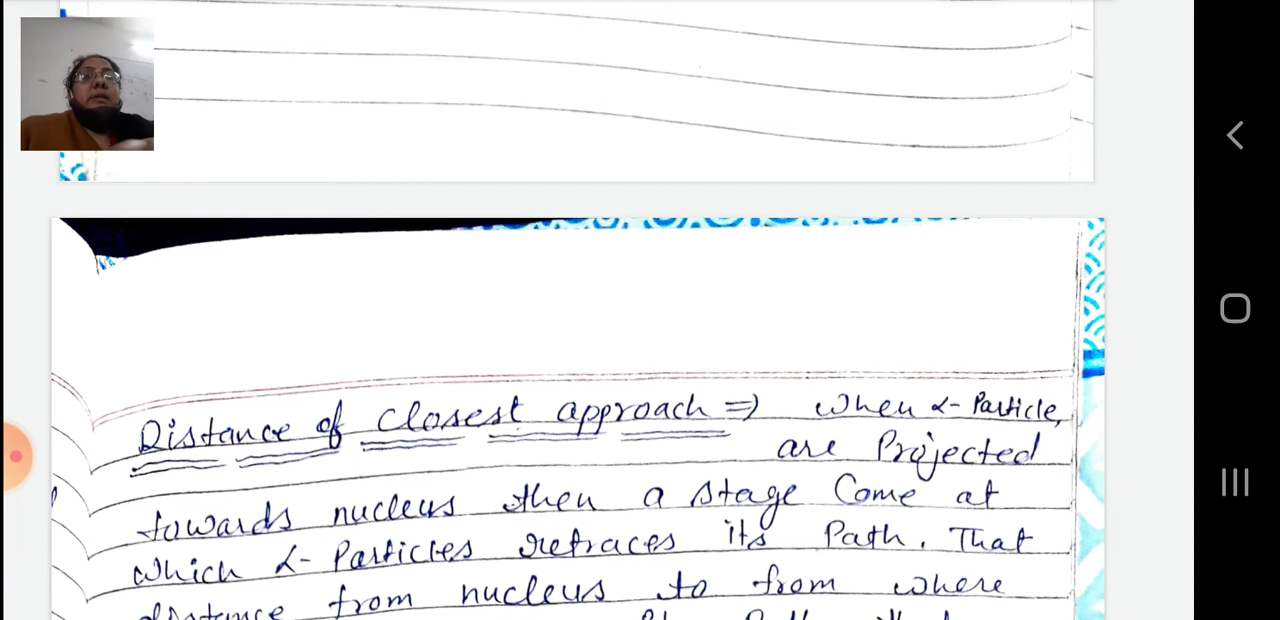 Distance of closest approach ⇒ when α-Particle,
are Projected
towards nucleus then a stage Come at
which α-Particles retraces its Path. That
distance from nucleus to from where